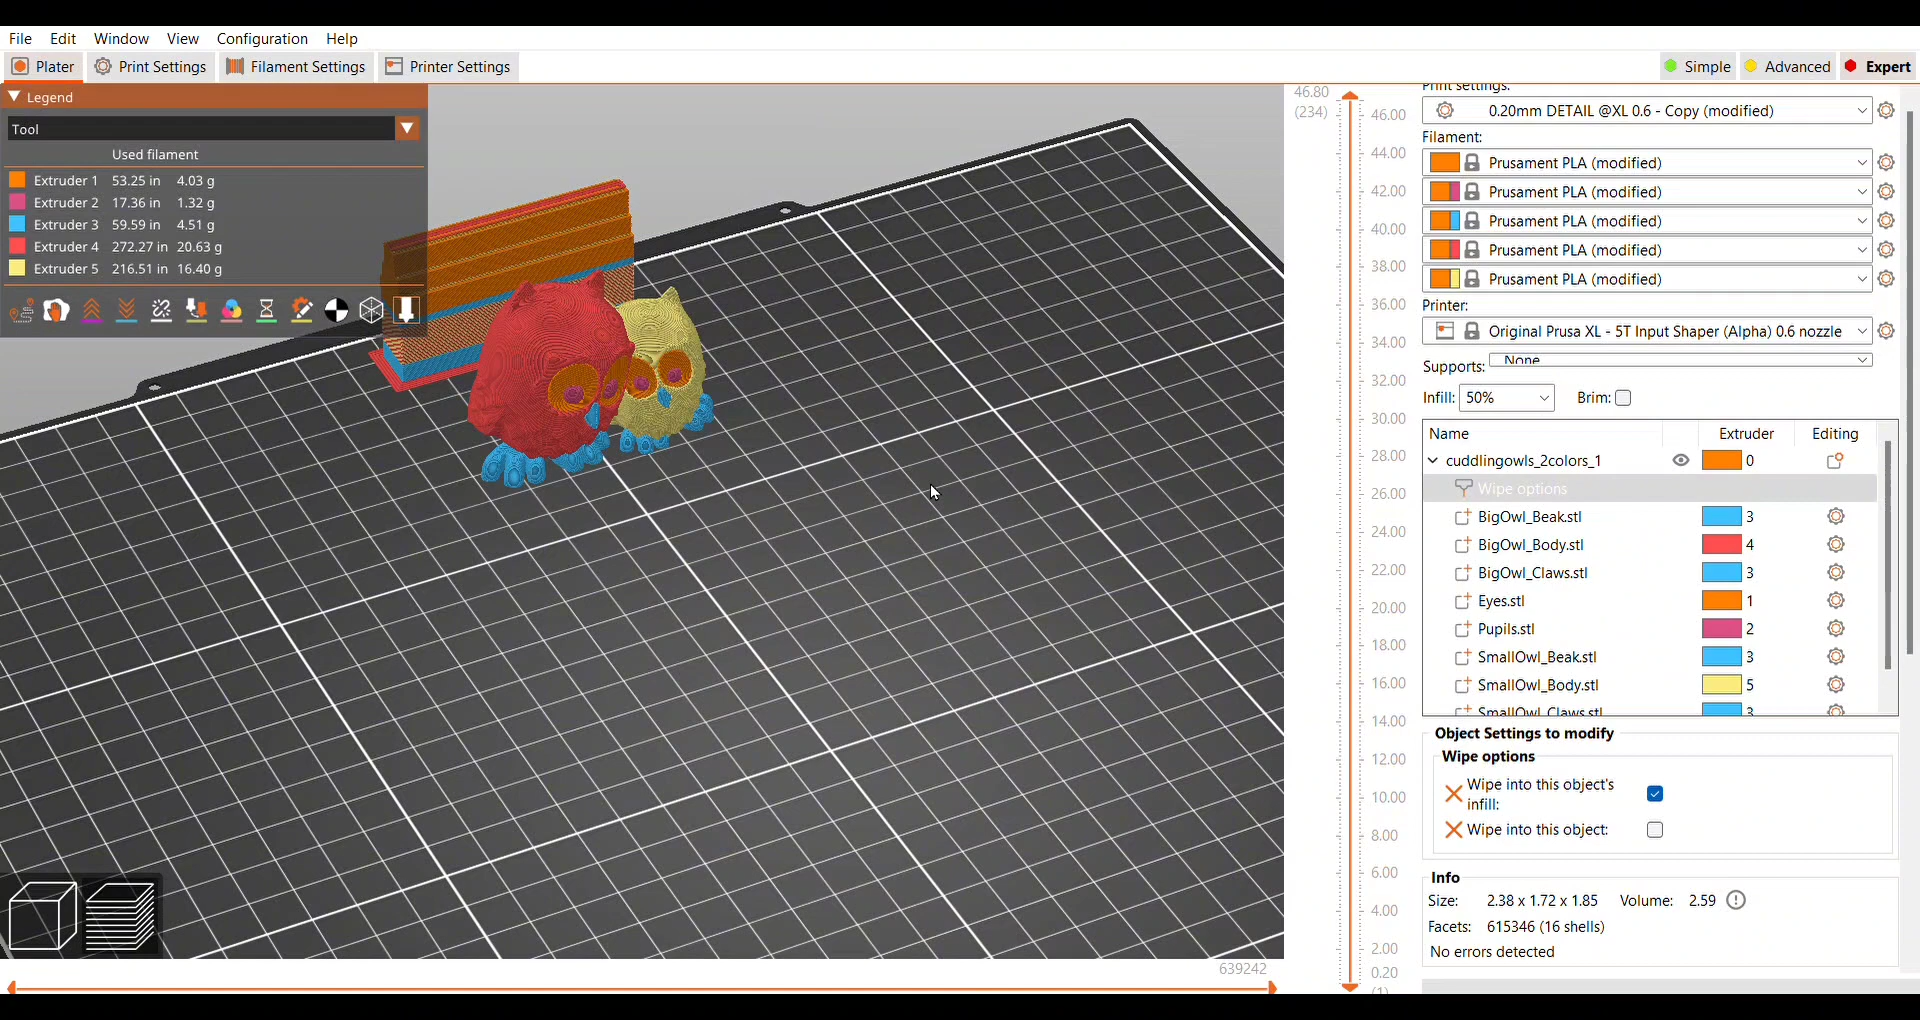 File Edit Window View Configuration Help
Plater Print Settings Filament Settings Printer Settings Simple Advanced Expert
Legend
Tool
Used filament
Extruder 1 53.25 in 4.03 g
Extruder 2 17.36 in 1.32 g
Extruder 3 59.59 in 4.51 g
Extruder 4 272.27 in 20.63 g
Extruder 5 216.51 in 16.40 g
639242
46.80
(234)
46.00
44.00
42.00
40.00
38.00
36.00
34.00
32.00
30.00
28.00
26.00
24.00
22.00
20.00
18.00
16.00
14.00
12.00
10.00
8.00
6.00
4.00
2.00
0.20
(1)
Print settings:
0.20mm DETAIL @XL 0.6 - Copy (modified)
Filament:
Prusament PLA (modified)
Prusament PLA (modified)
Prusament PLA (modified)
Prusament PLA (modified)
Prusament PLA (modified)
Printer:
Original Prusa XL - 5T Input Shaper (Alpha) 0.6 nozzle
Supports: None
Infill: 50% Brim:
Name Extruder Editing
cuddlingowls_2colors_1 0
Wipe options
BigOwl_Beak.stl 3
BigOwl_Body.stl 4
BigOwl_Claws.stl 3
Eyes.stl 1
Pupils.stl 2
SmallOwl_Beak.stl 3
SmallOwl_Body.stl 5
SmallOwl_Claws.stl 3
Object Settings to modify
Wipe options
Wipe into this object's
infill:
Wipe into this object:
Info
Size: 2.38 x 1.72 x 1.85 Volume: 2.59
Facets: 615346 (16 shells)
No errors detected